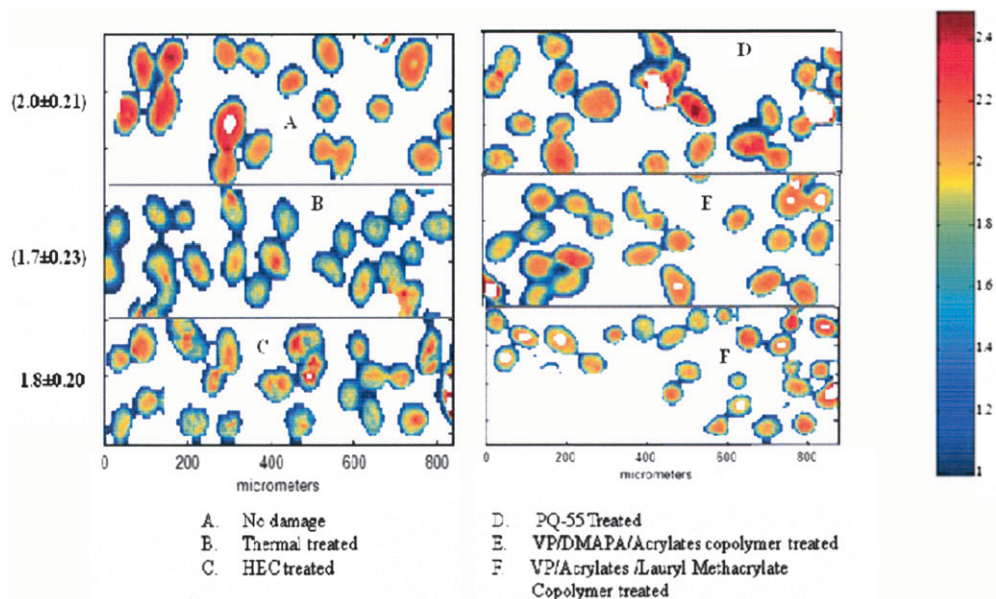 (2.0±0.21)
(1.7±0.23)
1.8±0.20
A
B
C
D
E
F
0 200 400 600 800
micrometers
0 200 400 600 800
micrometers
2.4
2.2
2
1.8
1.6
1.4
1.2
1
A. No damage
B. Thermal treated
C. HEC treated
D. PQ-55 Treated
E. VP/DMAPA/Acrylates copolymer treated
F. VP/Acrylates /Lauryl Methacrylate
Copolymer treated